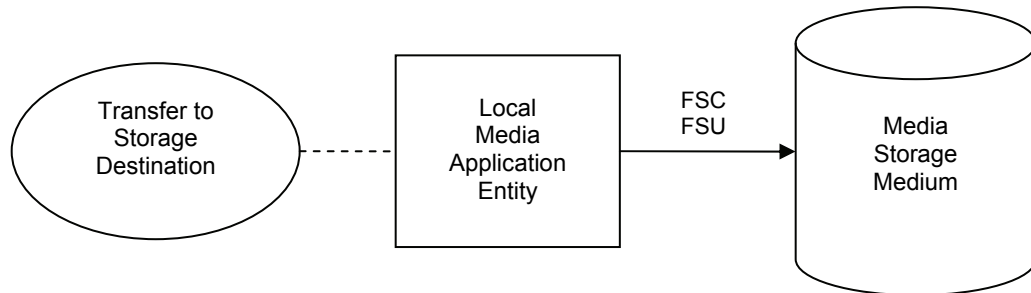 Transfer to
Storage
Destination
Local
Media
Application
Entity
FSC
FSU
Media
Storage
Medium